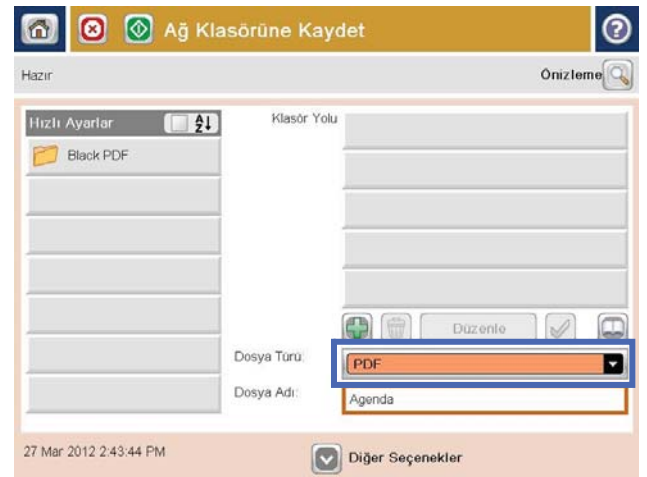 Ağ Klasörüne Kaydet
Hazır
Önizleme
Hızlı Ayarlar
Klasör Yolu
Black PDF
Düzenle
Dosya Türü:
PDF
Dosya Adı:
Agenda
27 Mar 2012 2:43:44 PM
Diğer Seçenekler